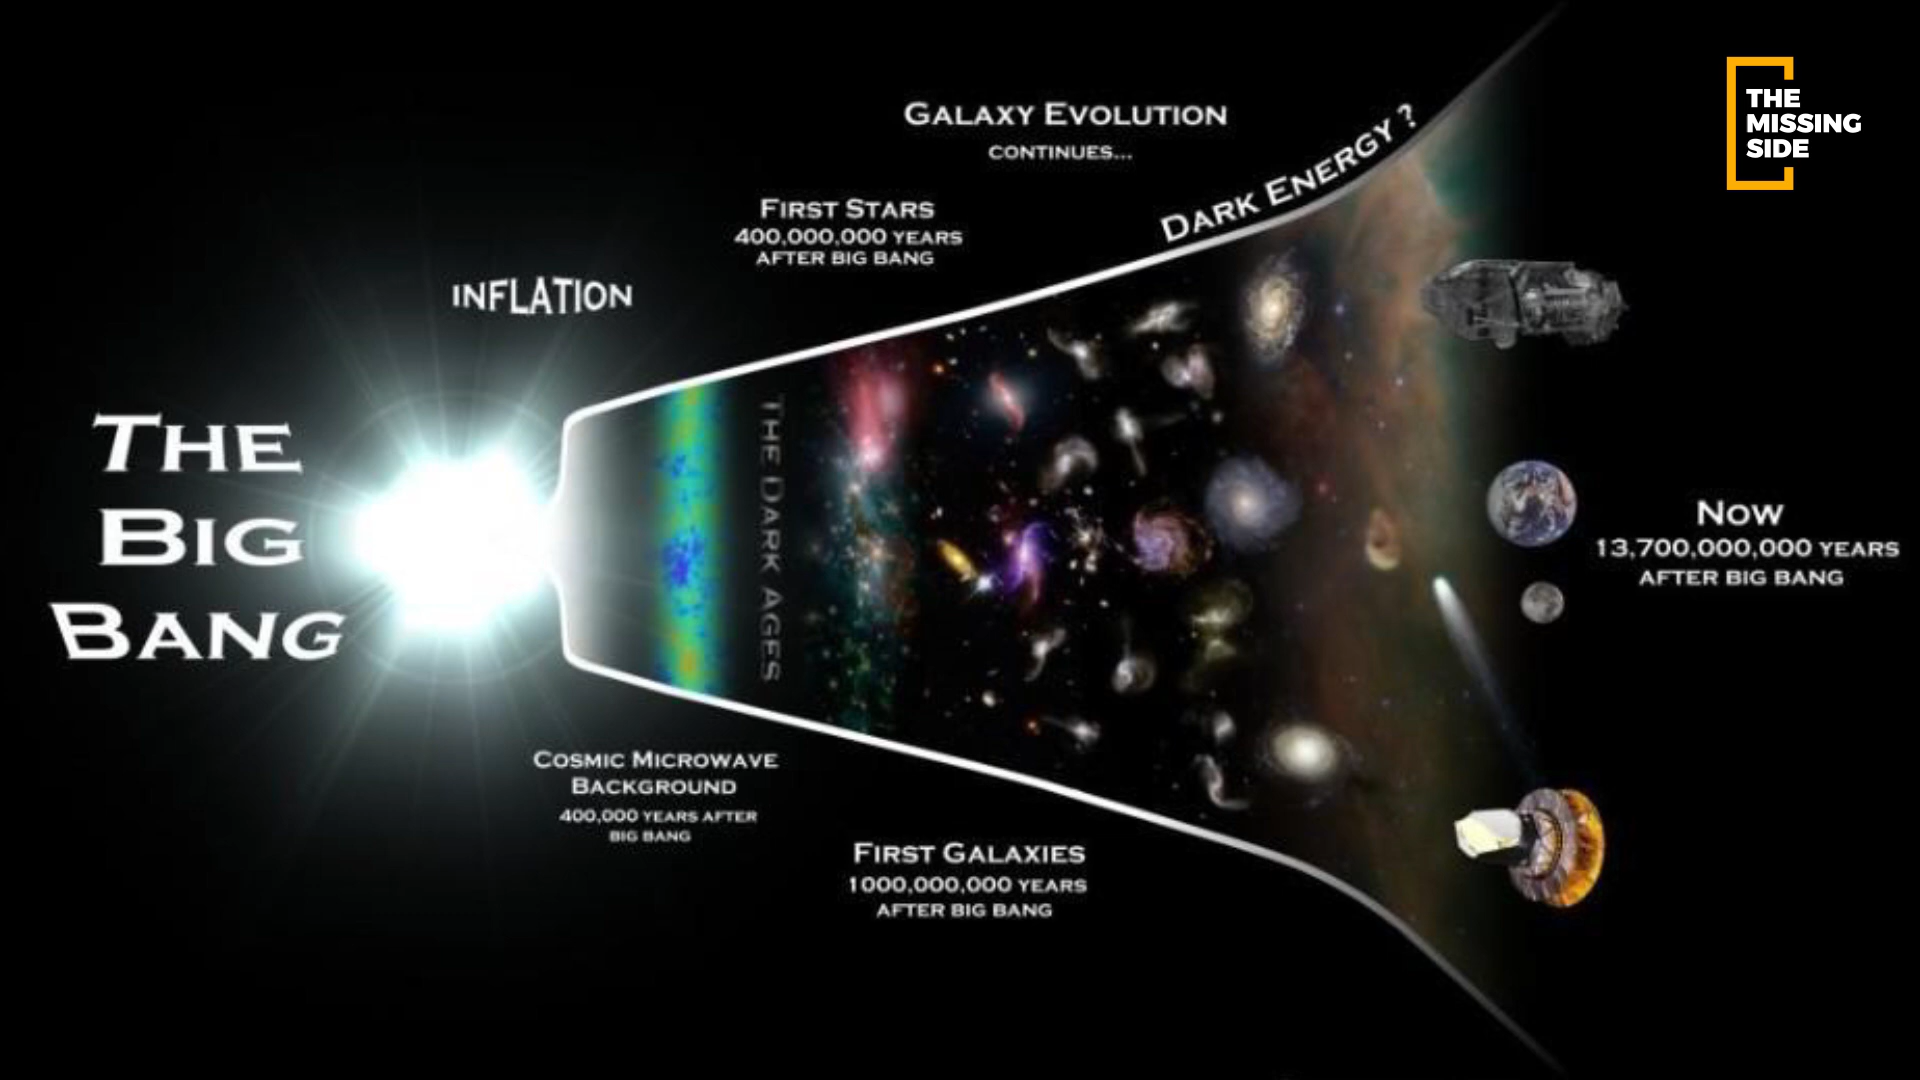 THE
BIG
BANG
INFLATION
FIRST STARS
400,000,000 YEARS
AFTER BIG BANG
GALAXY EVOLUTION
CONTINUES...
DARK ENERGY ?
THE DARK AGES
COSMIC MICROWAVE
BACKGROUND
400,000 YEARS AFTER
BIG BANG
FIRST GALAXIES
1000,000,000 YEARS
AFTER BIG BANG
NOW
13,700,000,000 YEARS
AFTER BIG BANG
THE
MISSING
SIDE